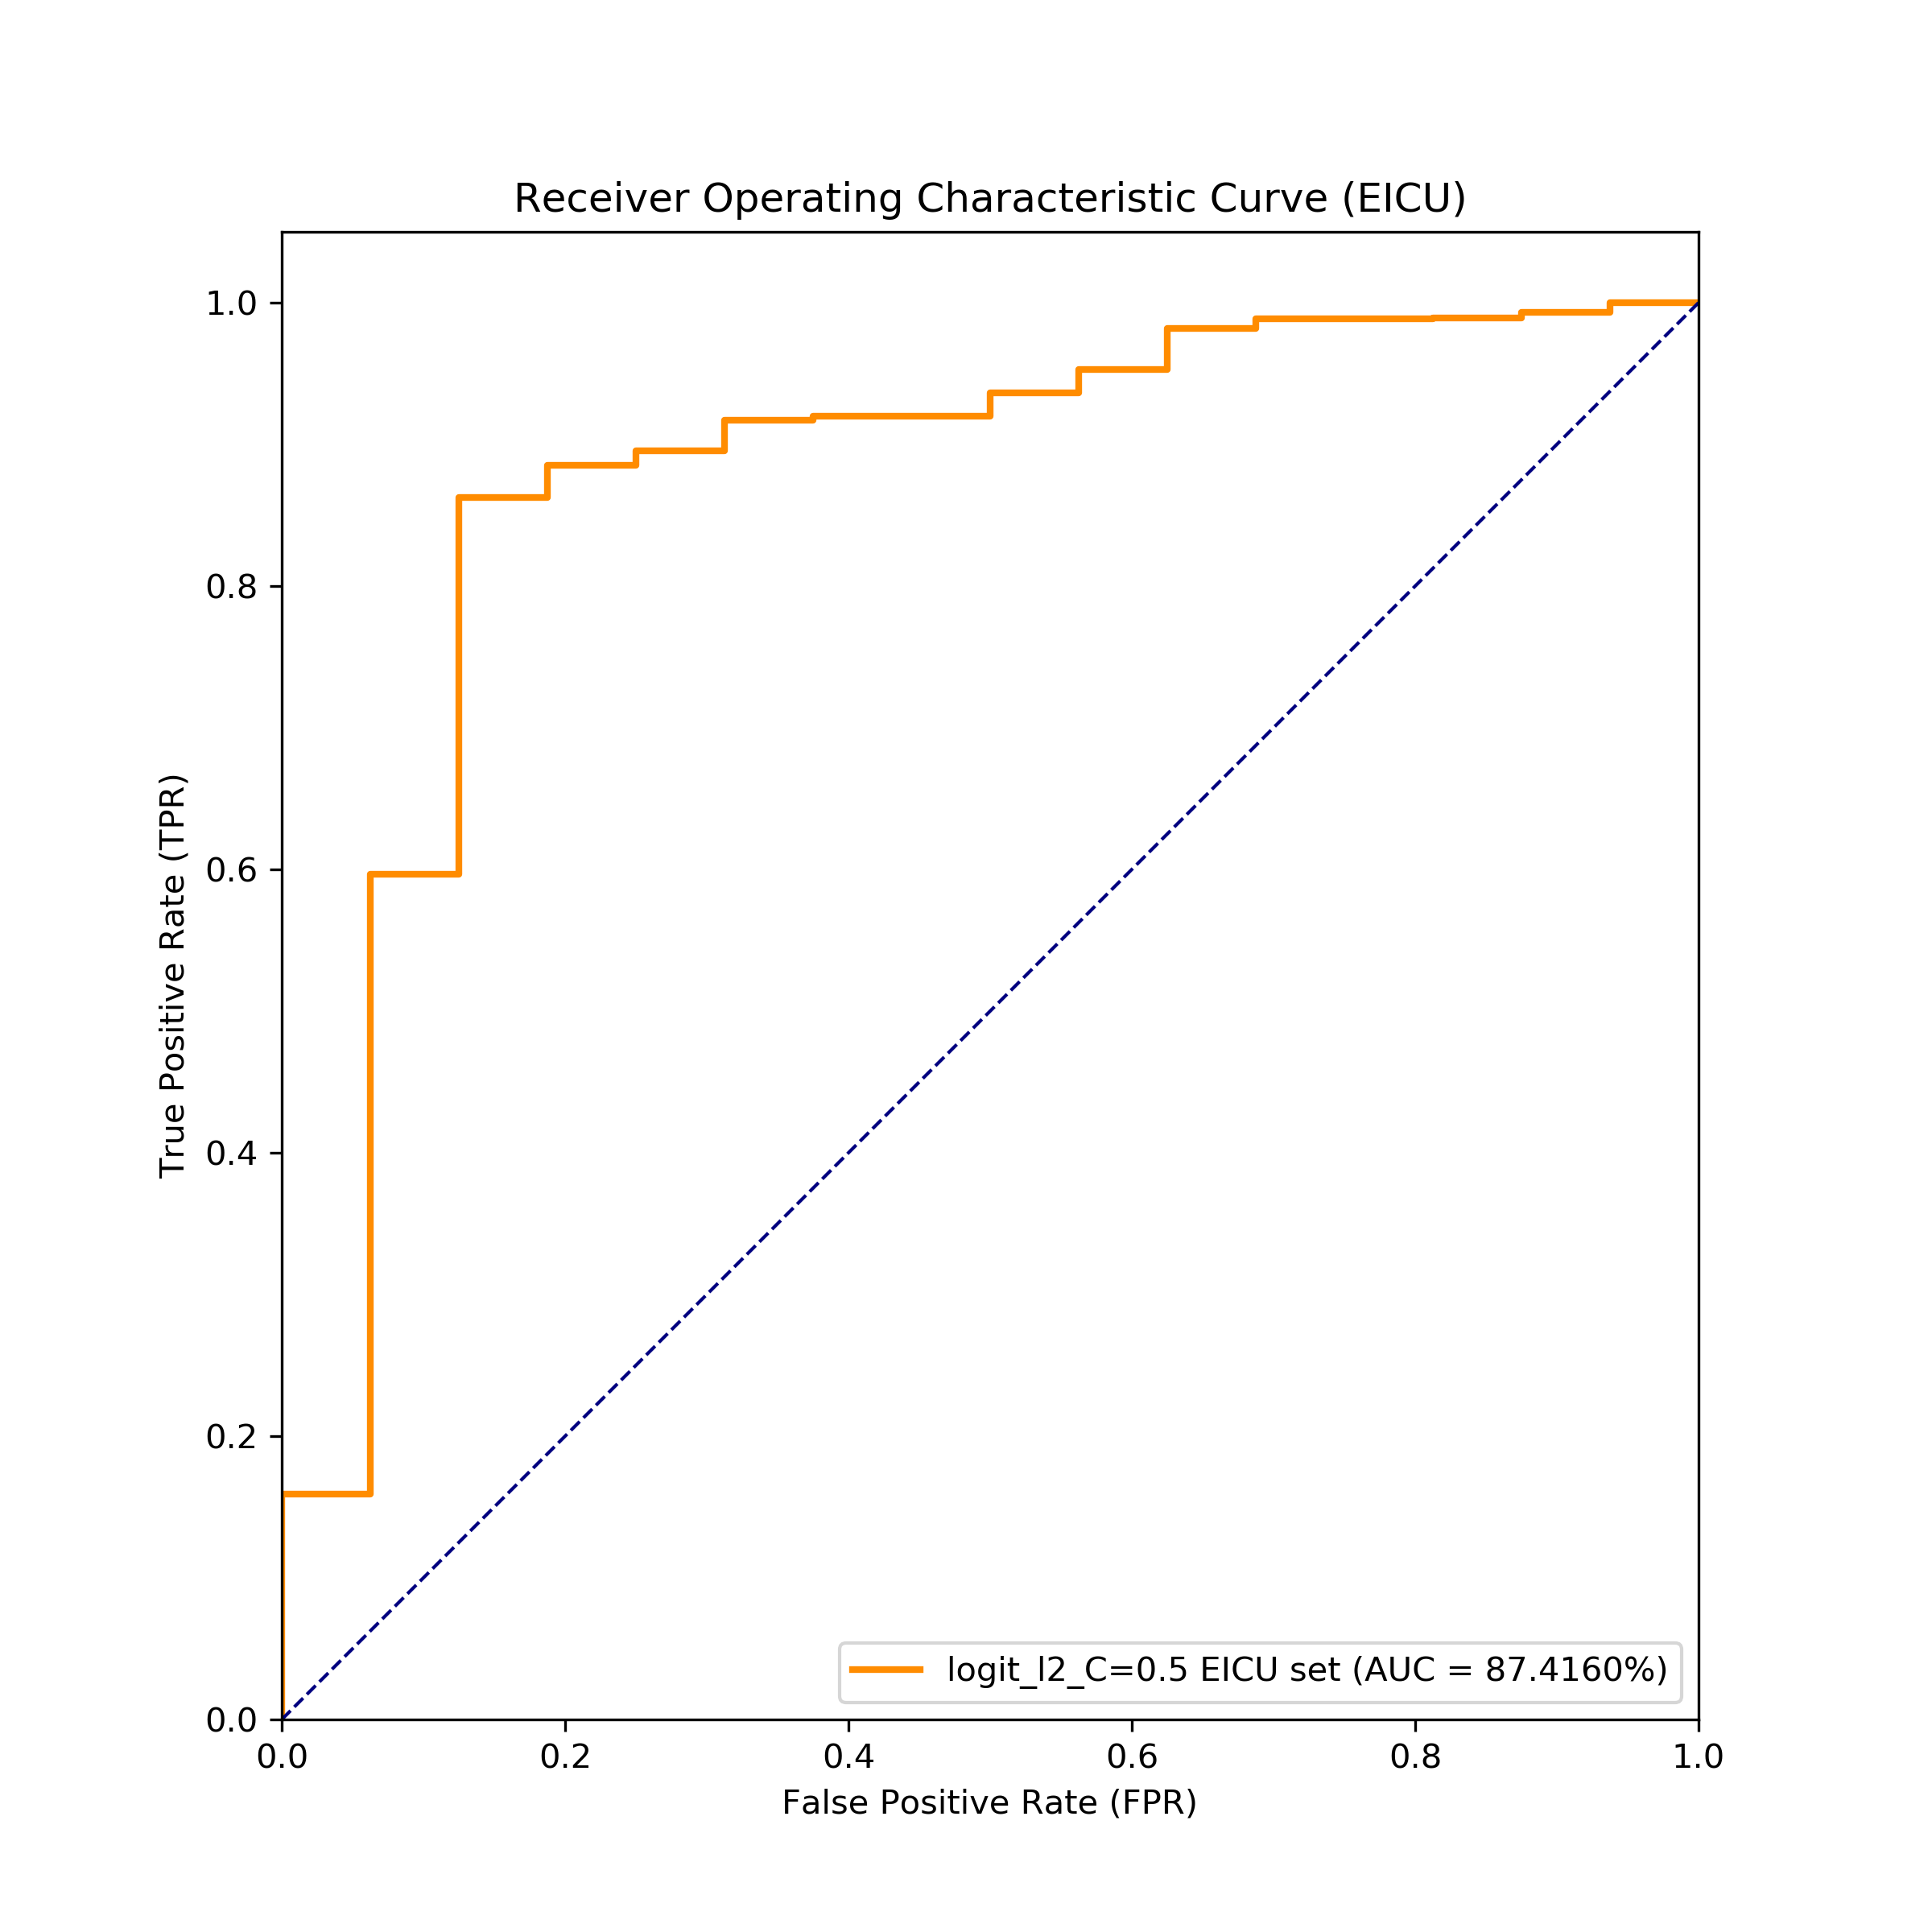 Receiver Operating Characteristic Curve (EICU)
True Positive Rate (TPR)
1.0
0.8
0.6
0.4
0.2
0.0
0.0 0.2 0.4 0.6 0.8 1.0
False Positive Rate (FPR)
logit_l2_C=0.5 EICU set (AUC = 87.4160%)